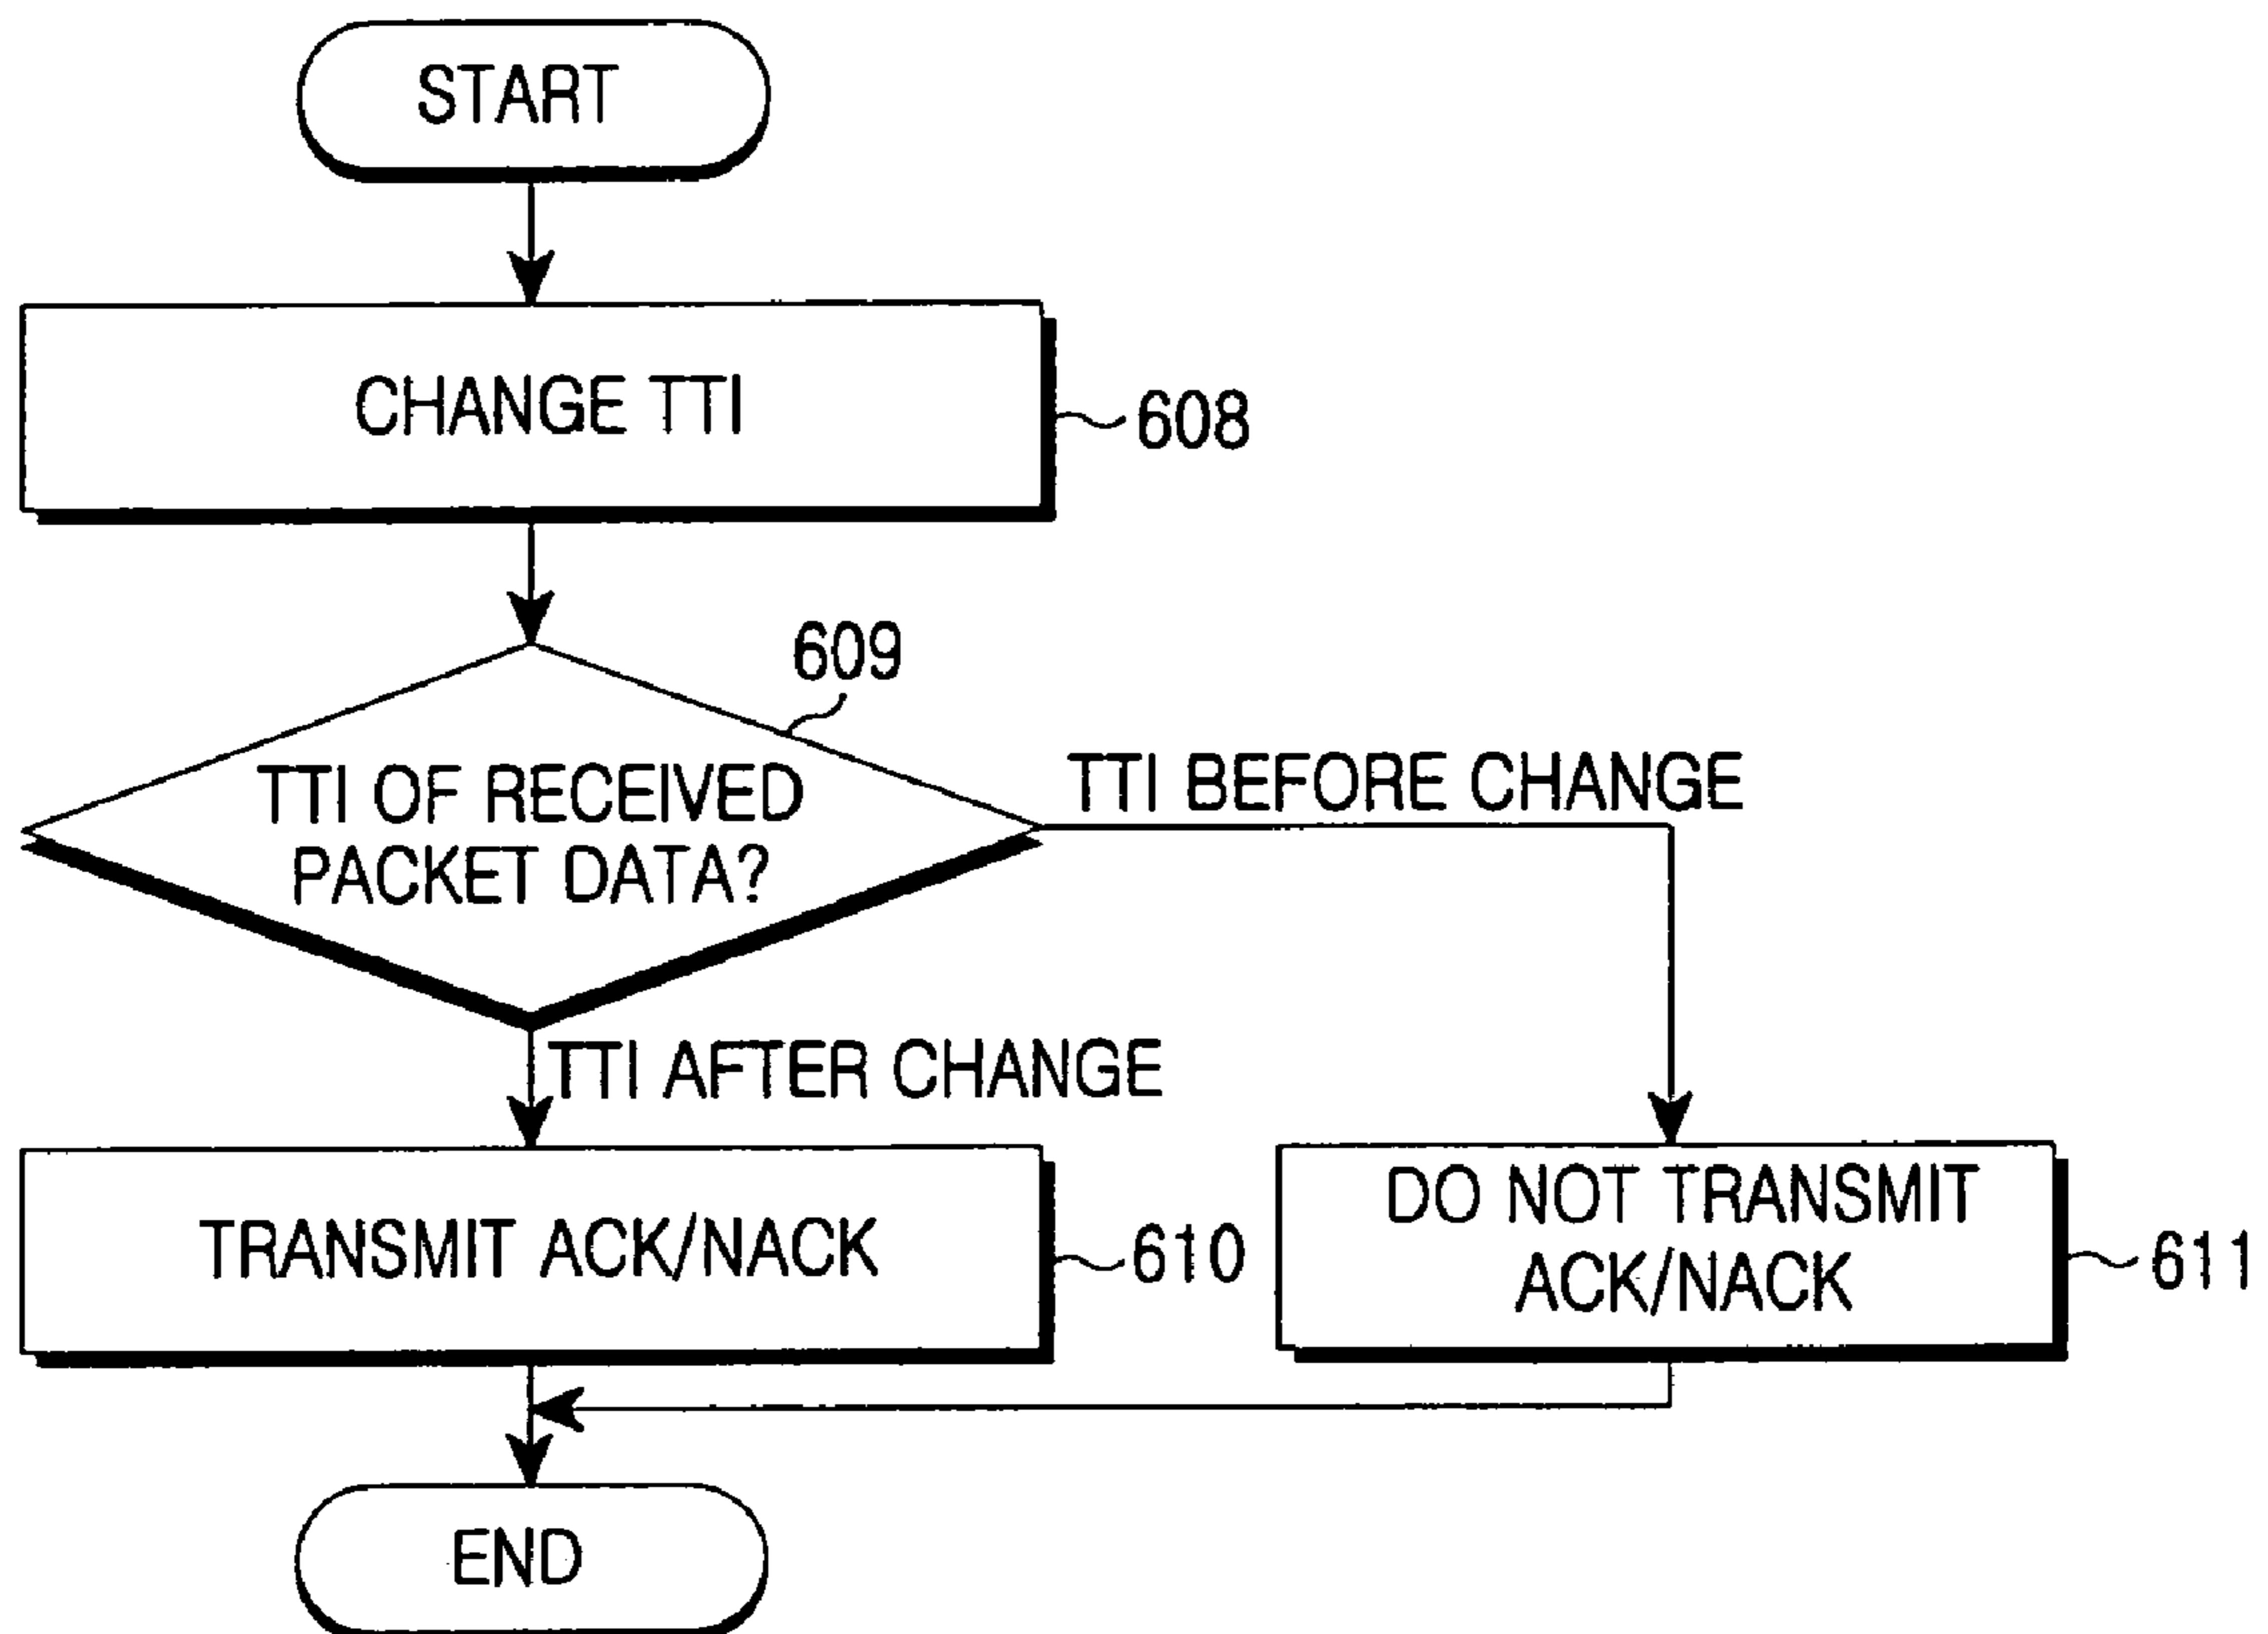 START
CHANGE TTI
608
609
TTI OF RECEIVED
PACKET DATA?
TTI BEFORE CHANGE
TTI AFTER CHANGE
TRANSMIT ACK/NACK
610
DO NOT TRANSMIT
ACK/NACK
611
END